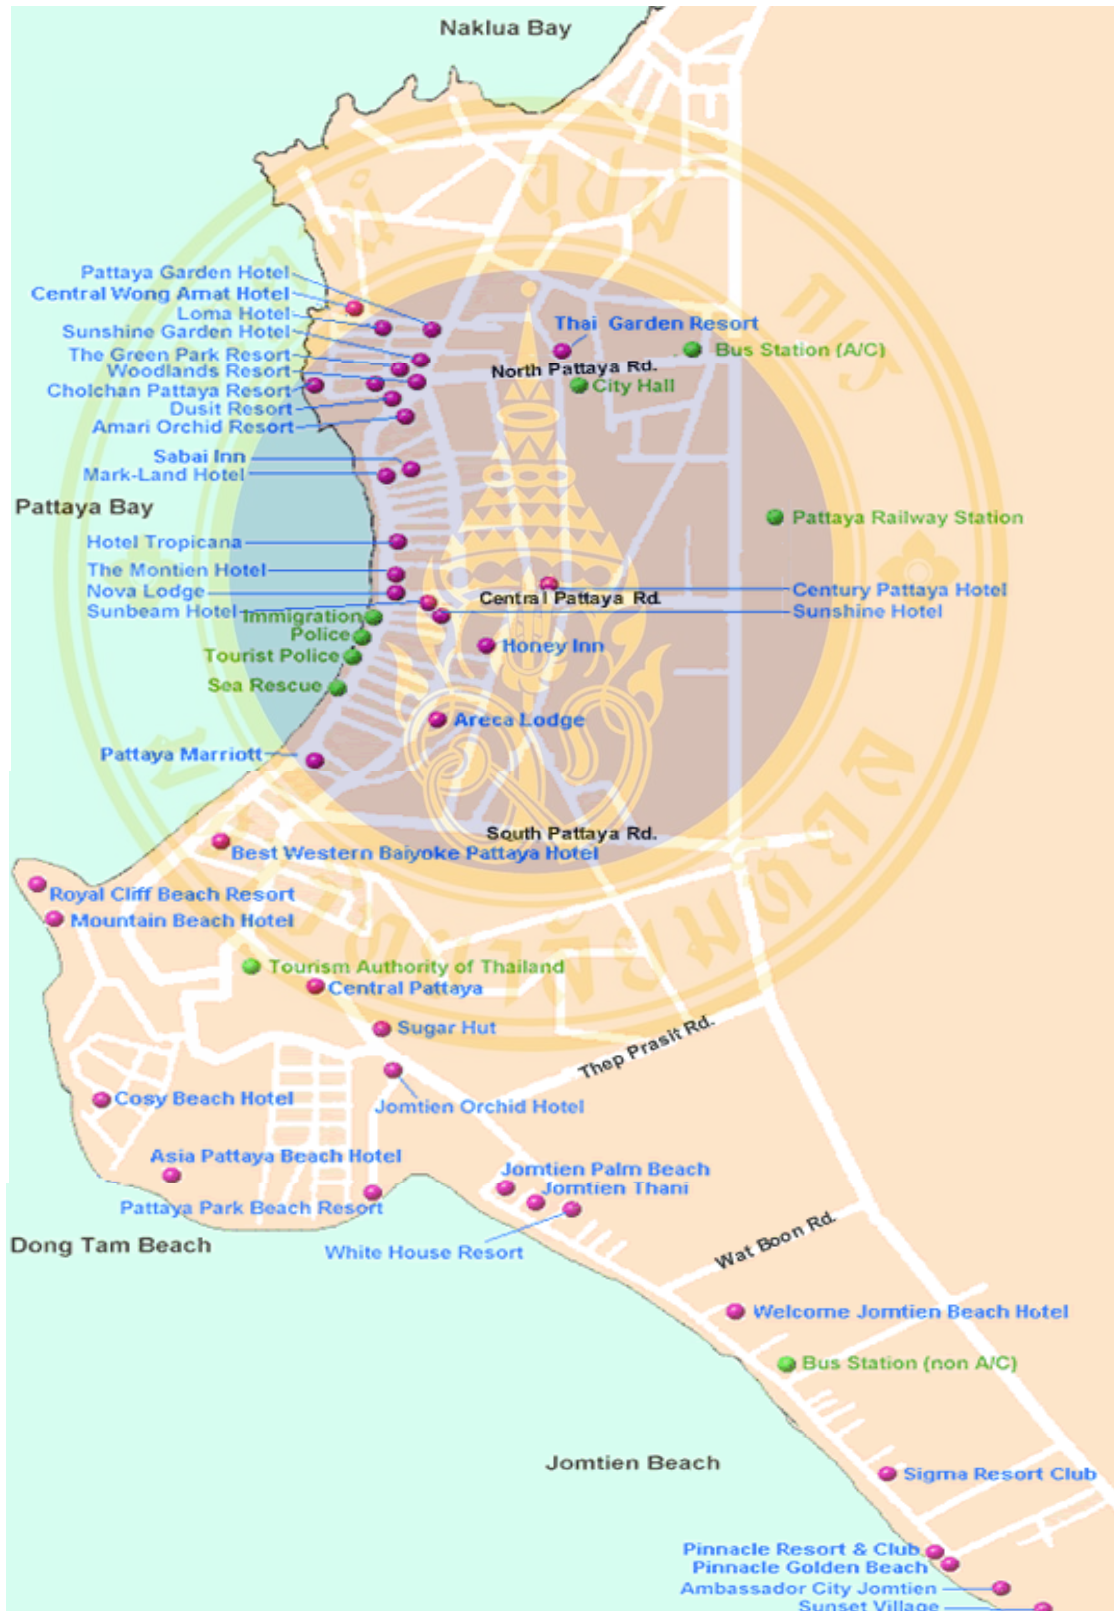 Naklua Bay
Pattaya Garden Hotel
Central Wong Amat Hotel
Loma Hotel
Sunshine Garden Hotel
The Green Park Resort
Woodlands Resort
Cholchan Pattaya Resort
Dusit Resort
Amari Orchid Resort
Thai Garden Resort
Bus Station (A/C)
North Pattaya Rd.
City Hall
Sabai Inn
Mark-Land Hotel
Pattaya Bay
Pattaya Railway Station
Hotel Tropicana
The Montien Hotel
Nova Lodge
Sunbeam Hotel
Century Pattaya Hotel
Central Pattaya Rd.
Sunshine Hotel
Immigration
Police
Tourist Police
Honey Inn
Sea Rescue
Areca Lodge
Pattaya Marriott
South Pattaya Rd.
Best Western Baiyoke Pattaya Hotel
Royal Cliff Beach Resort
Mountain Beach Hotel
Tourism Authority of Thailand
Central Pattaya
Sugar Hut
Thep Prasit Rd.
Cosy Beach Hotel
Jomtien Orchid Hotel
Asia Pattaya Beach Hotel
Jomtien Palm Beach
Jomtien Thani
Pattaya Park Beach Resort
Dong Tam Beach
White House Resort
Wat Boon Rd.
Welcome Jomtien Beach Hotel
Bus Station (non A/C)
Jomtien Beach
Sigma Resort Club
Pinnacle Resort & Club
Pinnacle Golden Beach
Ambassador City Jomtien
Sunset Village